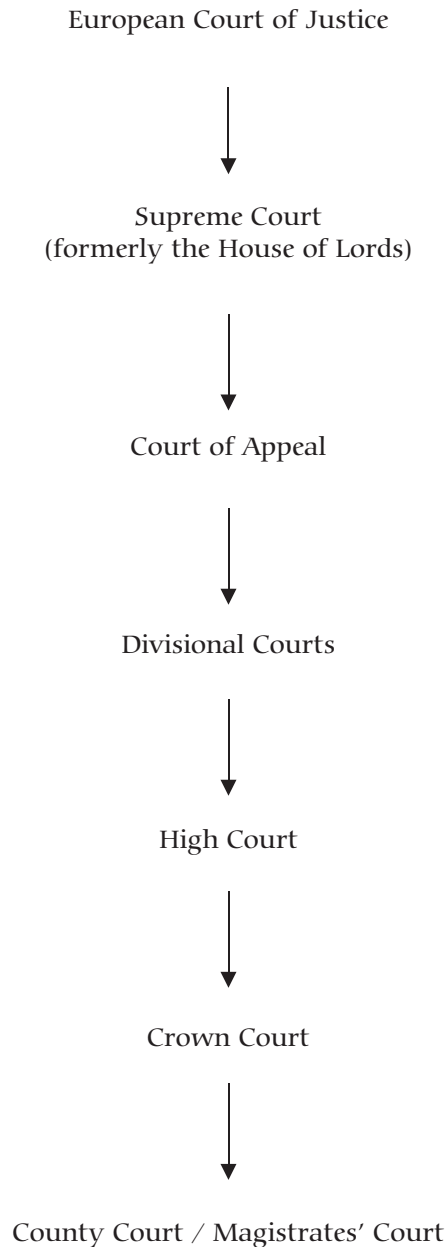 European Court of Justice
Supreme Court
(formerly the House of Lords)
Court of Appeal
Divisional Courts
High Court
Crown Court
County Court / Magistrates’ Court